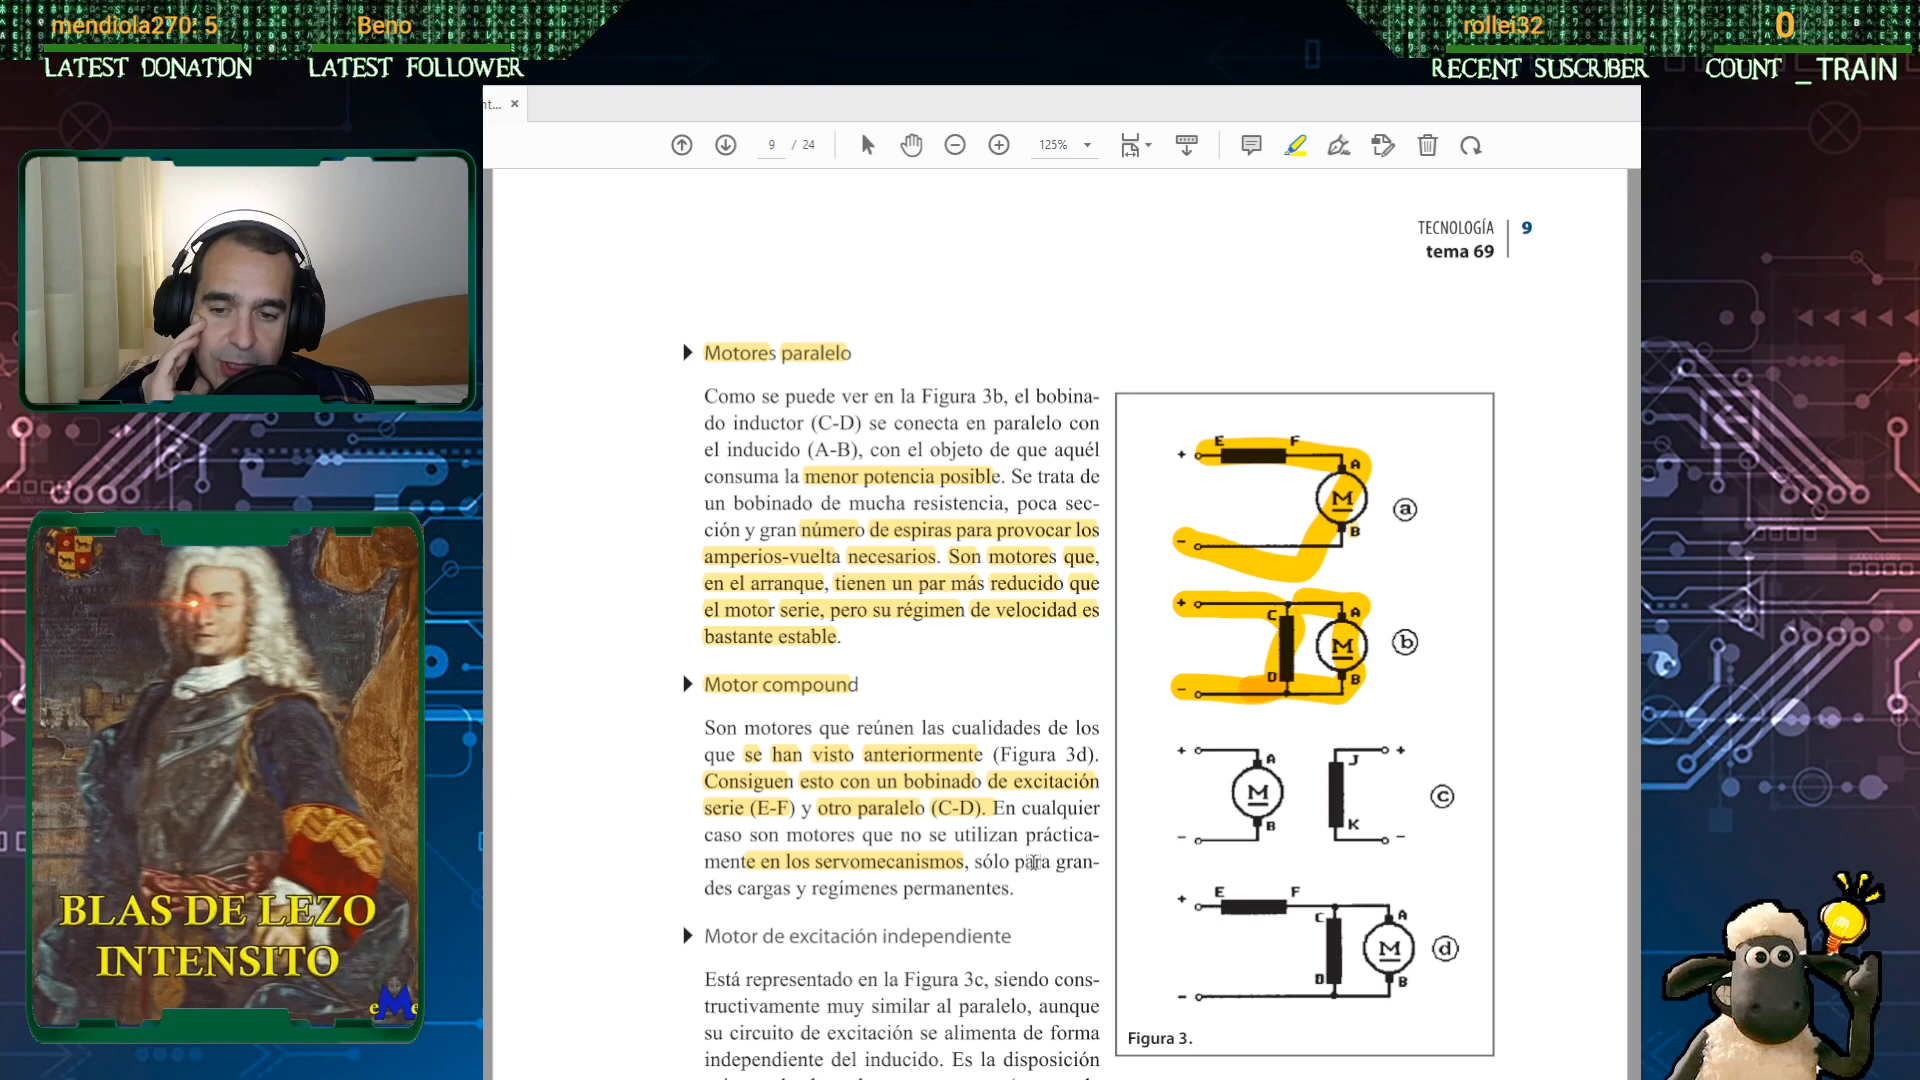 mendiola270: 5
LATEST DONATION
Beno
LATEST FOLLOWER
rollei32
RECENT SUSCRIBER
0
COUNT _TRAIN
nt...
9 / 24
125%
TECNOLOGÍA 9
tema 69
Motores paralelo
Como se puede ver en la Figura 3b, el bobina-
do inductor (C-D) se conecta en paralelo con
el inducido (A-B), con el objeto de que aquél
consuma la menor potencia posible. Se trata de
un bobinado de mucha resistencia, poca sec-
ción y gran número de espiras para provocar los
amperios-vuelta necesarios. Son motores que,
en el arranque, tienen un par más reducido que
el motor serie, pero su régimen de velocidad es
bastante estable.
Motor compound
Son motores que reúnen las cualidades de los
que se han visto anteriormente (Figura 3d).
Consiguen esto con un bobinado de excitación
serie (E-F) y otro paralelo (C-D). En cualquier
caso son motores que no se utilizan práctica-
mente en los servomecanismos, sólo para gran-
des cargas y regímenes permanentes.
Motor de excitación independiente
Está representado en la Figura 3c, siendo cons-
tructivamente muy similar al paralelo, aunque
su circuito de excitación se alimenta de forma
independiente del inducido. Es la disposición
+ E F
A
M
B
-
a
+ C A
M
D B
-
b
+ A J +
M
- B K -
c
+ E F
C A
M
D B
-
d
Figura 3.
BLAS DE LEZO
INTENSITO
eMe